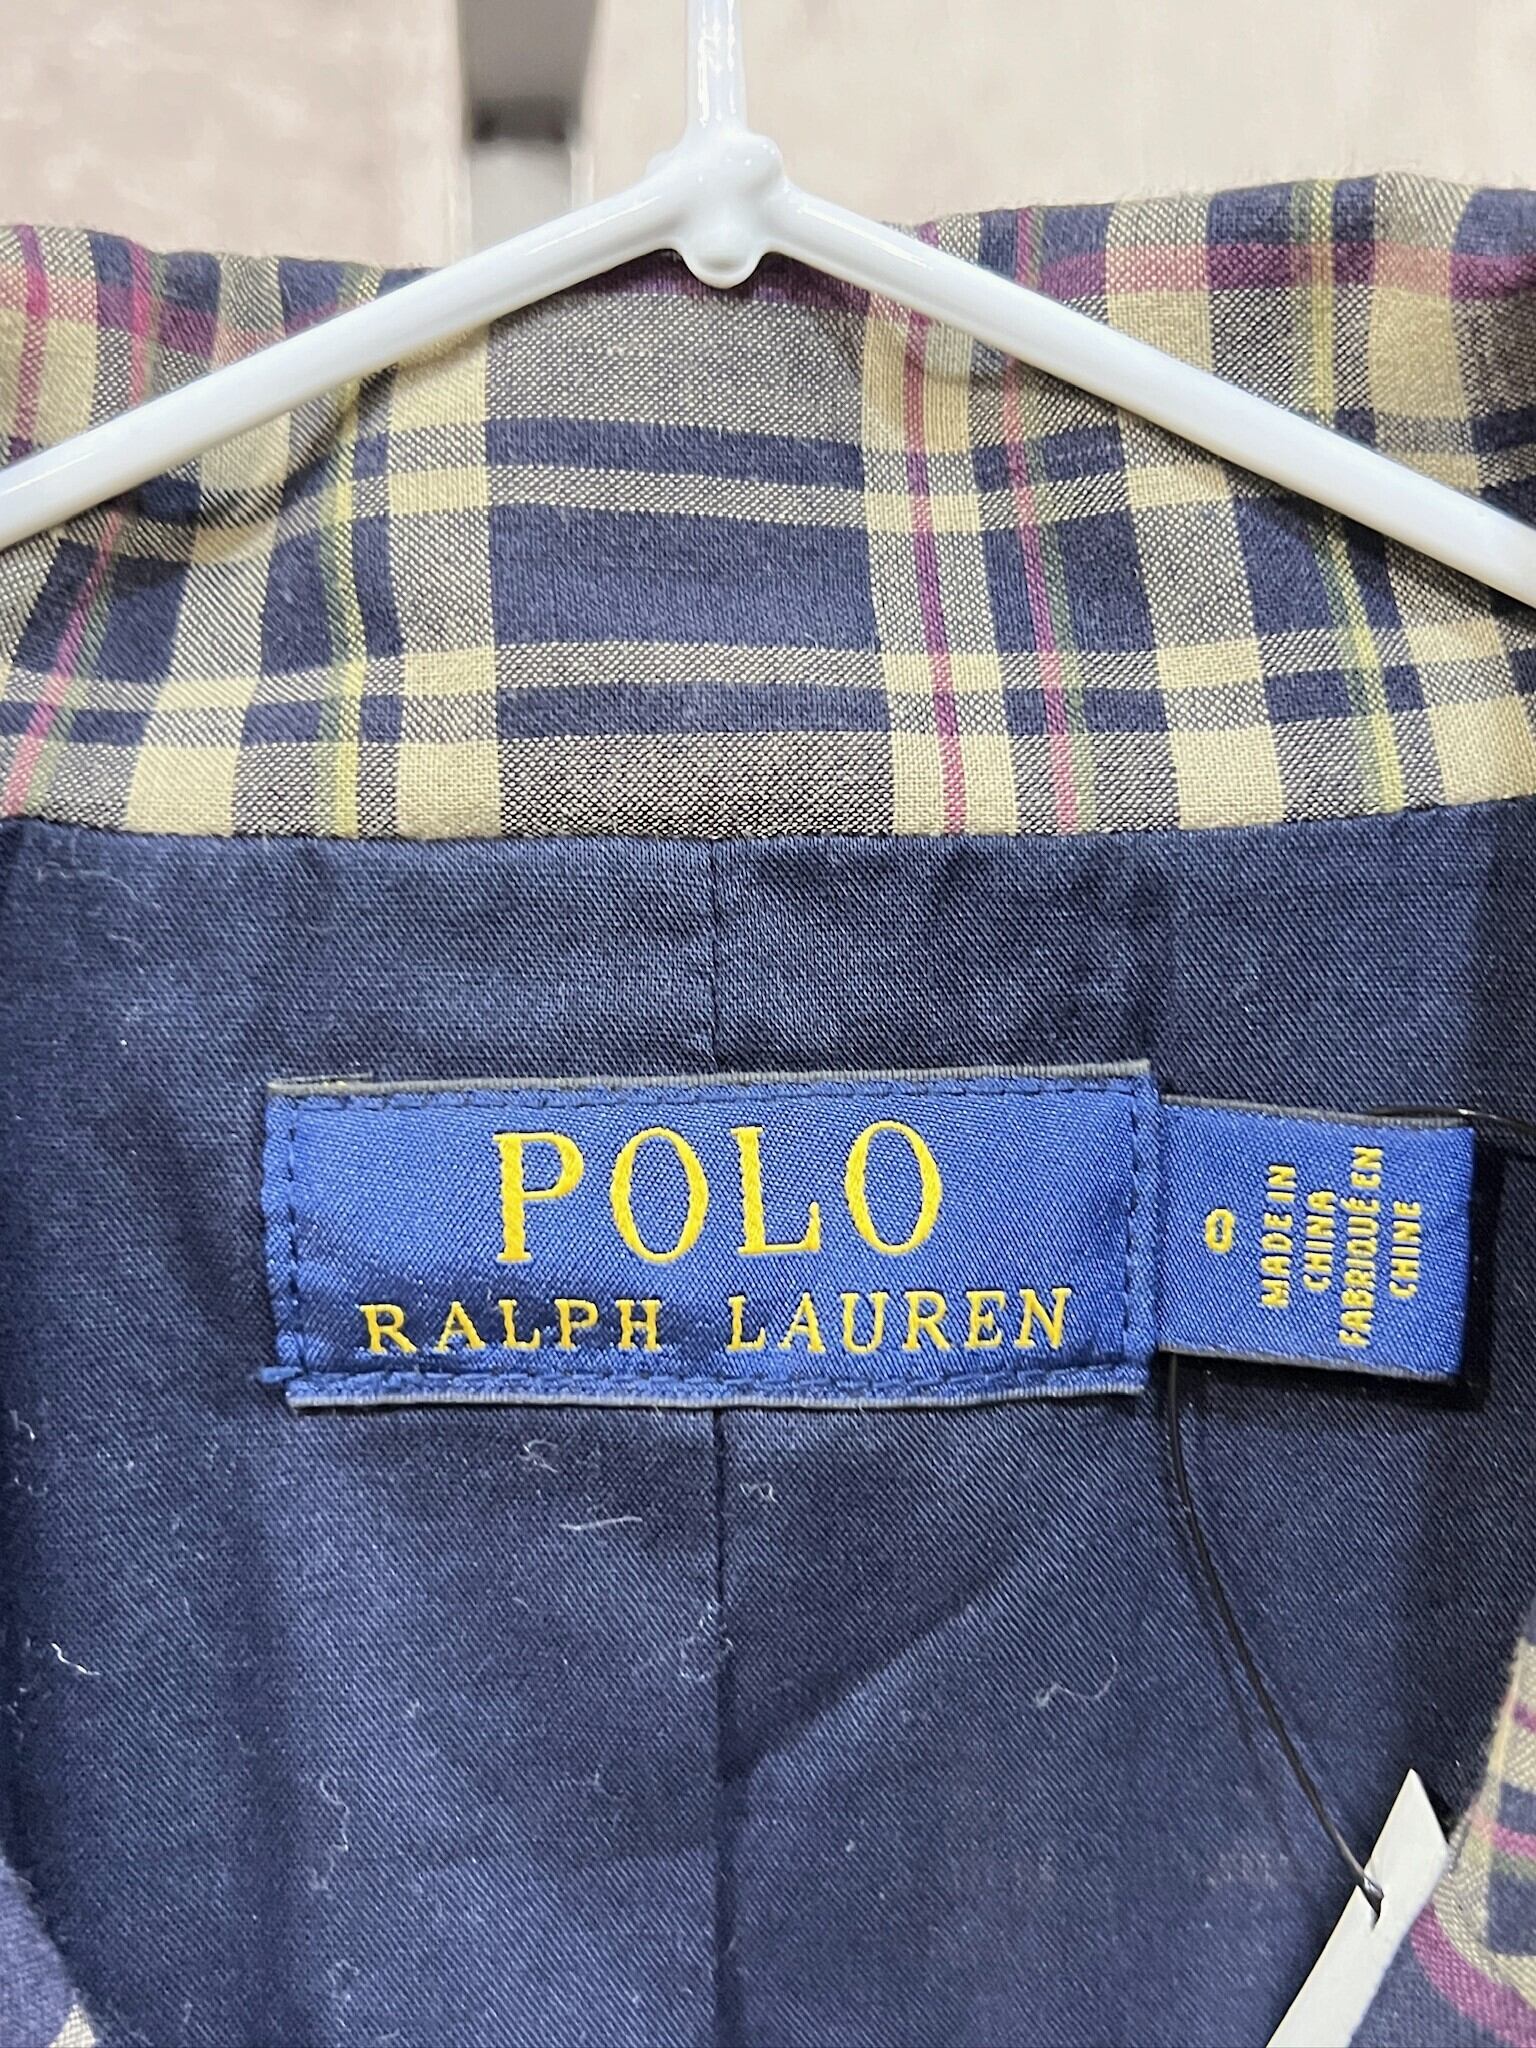 POLO
RALPH LAUREN
0
MADE IN
CHINA
FABRIQUÉ EN
CHINE